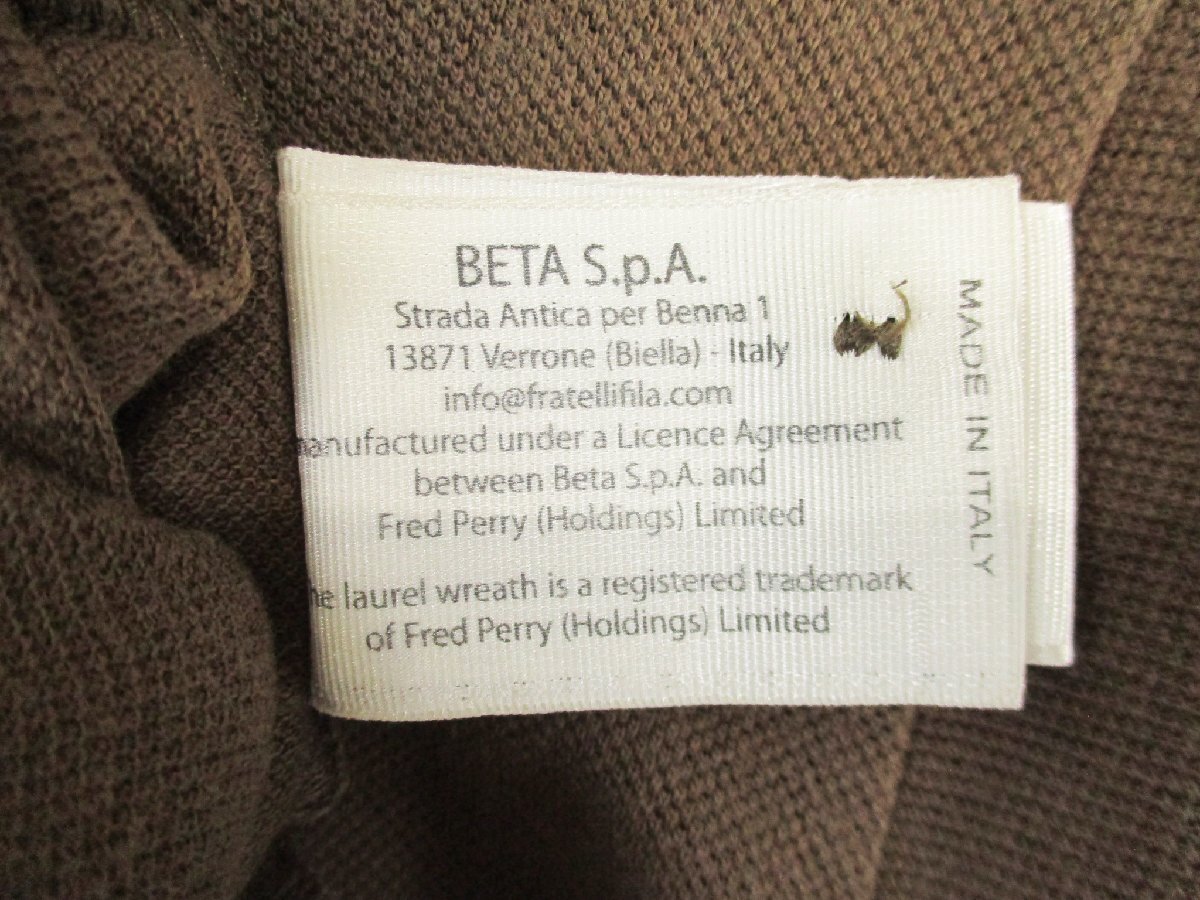 BETA S.p.A.
Strada Antica per Benna 1
13871 Verrone (Biella) - Italy
info@fratellifila.com
manufactured under a Licence Agreement
between Beta S.p.A. and
Fred Perry (Holdings) Limited
he laurel wreath is a registered trademark
of Fred Perry (Holdings) Limited
MADE IN ITALY